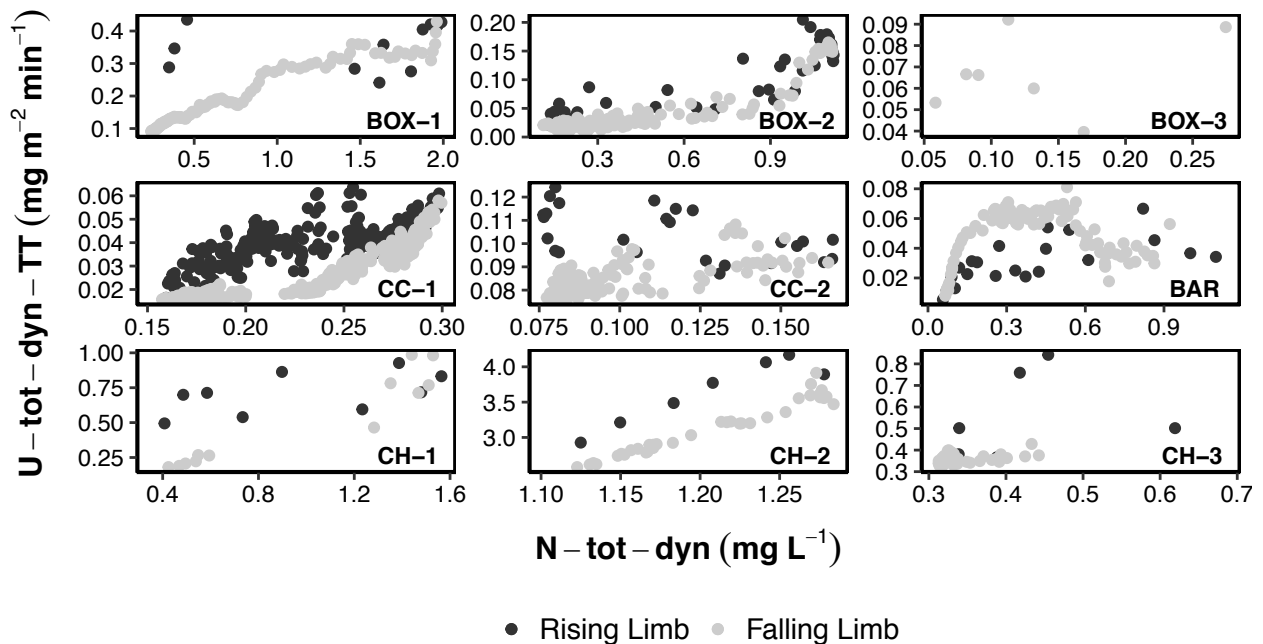 U – tot – dyn – TT (mg m−2 min−1)
0.4
0.3
0.2
0.1
BOX−1
0.5 1.0 1.5 2.0
0.20
0.15
0.10
0.05
0.00
BOX−2
0.3 0.6 0.9
0.09
0.08
0.07
0.06
0.05
0.04
BOX−3
0.05 0.10 0.15 0.20 0.25
0.06
0.05
0.04
0.03
0.02
CC−1
0.15 0.20 0.25 0.30
0.12
0.11
0.10
0.09
0.08
CC−2
0.075 0.100 0.125 0.150
0.08
0.06
0.04
0.02
BAR
0.0 0.3 0.6 0.9
1.00
0.75
0.50
0.25
CH−1
0.4 0.8 1.2 1.6
4.0
3.5
3.0
CH−2
1.10 1.15 1.20 1.25
0.8
0.7
0.6
0.5
0.4
0.3
CH−3
0.3 0.4 0.5 0.6 0.7
N – tot – dyn (mg L−1)
Rising Limb Falling Limb